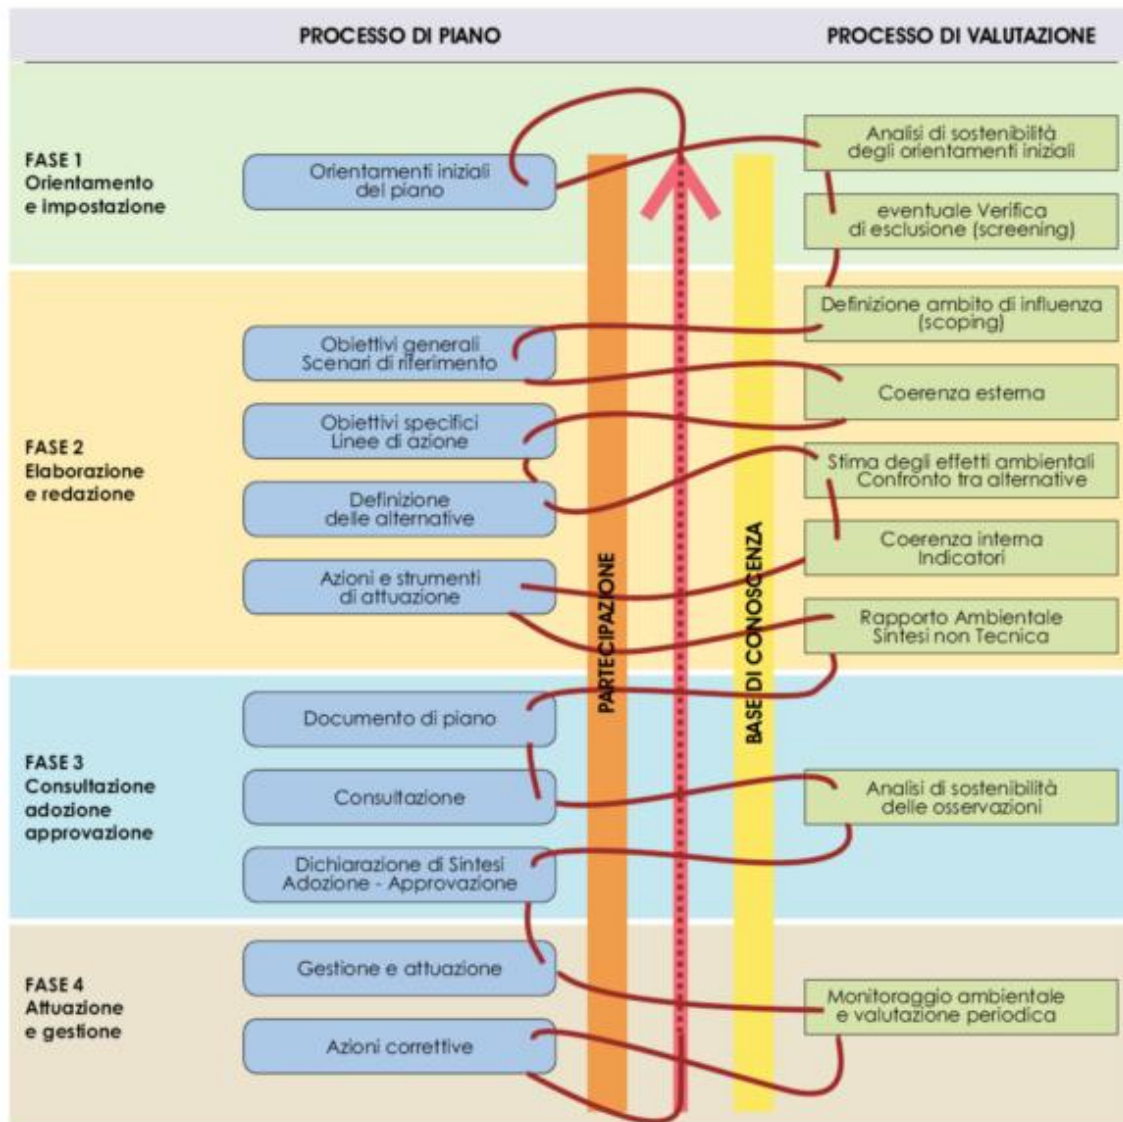 PROCESSO DI PIANO
PROCESSO DI VALUTAZIONE
FASE 1
Orientamento
e impostazione
Orientamenti iniziali
del piano
Analisi di sostenibilità
degli orientamenti iniziali
eventuale Verifica
di esclusione (screening)
FASE 2
Elaborazione
e redazione
Obiettivi generali
Scenari di riferimento
Obiettivi specifici
Linee di azione
Definizione
delle alternative
Azioni e strumenti
di attuazione
Definizione ambito di influenza
(scoping)
Coerenza esterna
Stima degli effetti ambientali
Confronto tra alternative
Coerenza interna
Indicatori
Rapporto Ambientale
Sintesi non Tecnica
PARTECIPAZIONE
BASE DI CONOSCENZA
FASE 3
Consultazione
adozione
approvazione
Documento di piano
Consultazione
Dichiarazione di Sintesi
Adozione - Approvazione
Analisi di sostenibilità
delle osservazioni
FASE 4
Attuazione
e gestione
Gestione e attuazione
Azioni correttive
Monitoraggio ambientale
e valutazione periodica